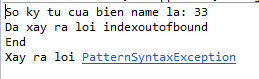 So ky tu cua bien name la: 33
Da xay ra loi indexoutofbound
End
Xay ra loi PatternSyntaxException